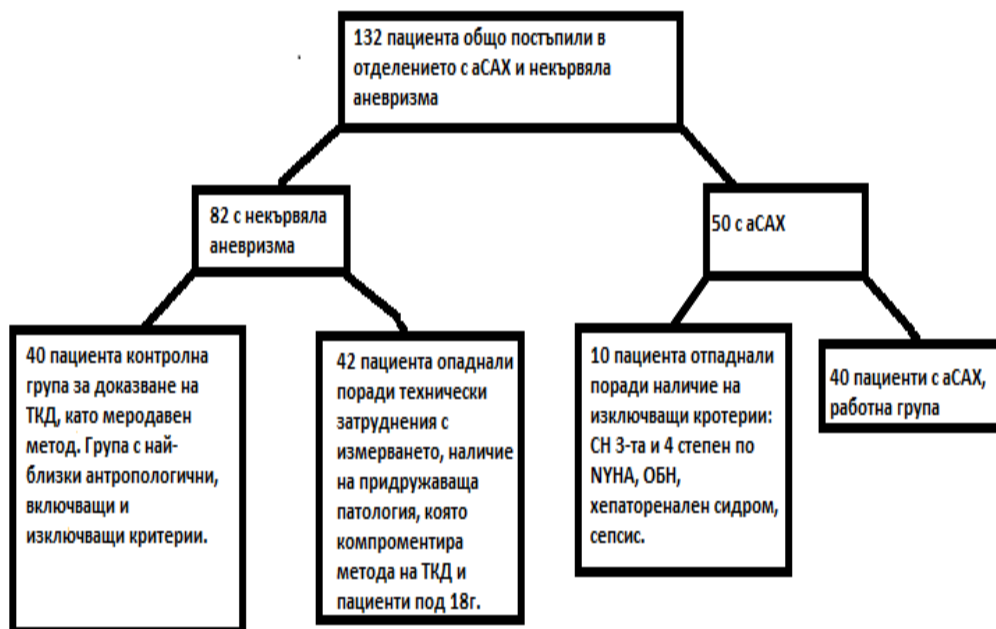 132 пациента общо постъпили в
отделението с аСАХ и некървяла
аневризма
82 с некървяла
аневризма
50 с аСАХ
40 пациента контролна
група за доказване на
ТКД, като меродавен
метод. Група с най-
близки антропологични,
включващи и
изключващи критерии.
42 пациента опаднали
поради технически
затруднения с
измерването, наличие
на придружаваща
патология, която
компроментира
метода на ТКД и
пациенти под 18г.
10 пациента отпаднали
поради наличие на
изключващи кротерии:
СН 3-та и 4 степен по
NYHA, ОБН,
хепаторенален сидром,
сепсис.
40 пациенти с аСАХ,
работна група